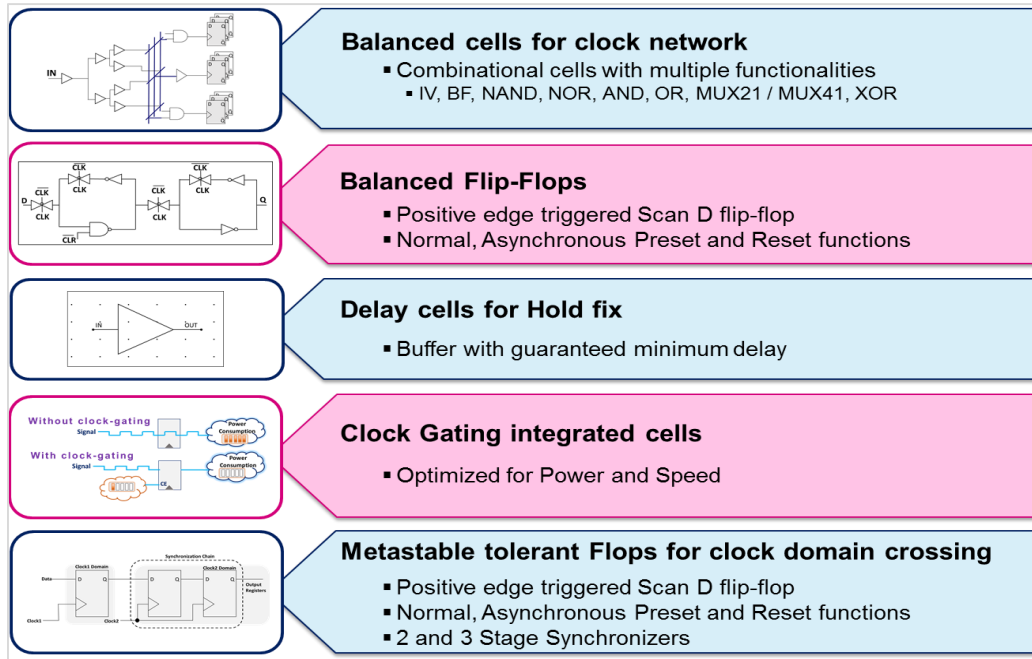 IN
D Q
D Q
D Q
Balanced cells for clock network
▪ Combinational cells with multiple functionalities
▪ IV, BF, NAND, NOR, AND, OR, MUX21 / MUX41, XOR
CLK
CLK
CLK
CLK
D
CLK
CLK
CLK
CLK
CLR
Q
Balanced Flip-Flops
▪ Positive edge triggered Scan D flip-flop
▪ Normal, Asynchronous Preset and Reset functions
IN OUT
Delay cells for Hold fix
▪ Buffer with guaranteed minimum delay
Without clock-gating
Signal
Power
Consumption
With clock-gating
Signal
Power
Consumption
CE
Clock Gating integrated cells
▪ Optimized for Power and Speed
Synchronization Chain
Clock1 Domain
Clock2 Domain
Data
D Q
D Q
D Q
Output
Registers
Clock1
Clock2
Metastable tolerant Flops for clock domain crossing
▪ Positive edge triggered Scan D flip-flop
▪ Normal, Asynchronous Preset and Reset functions
▪ 2 and 3 Stage Synchronizers